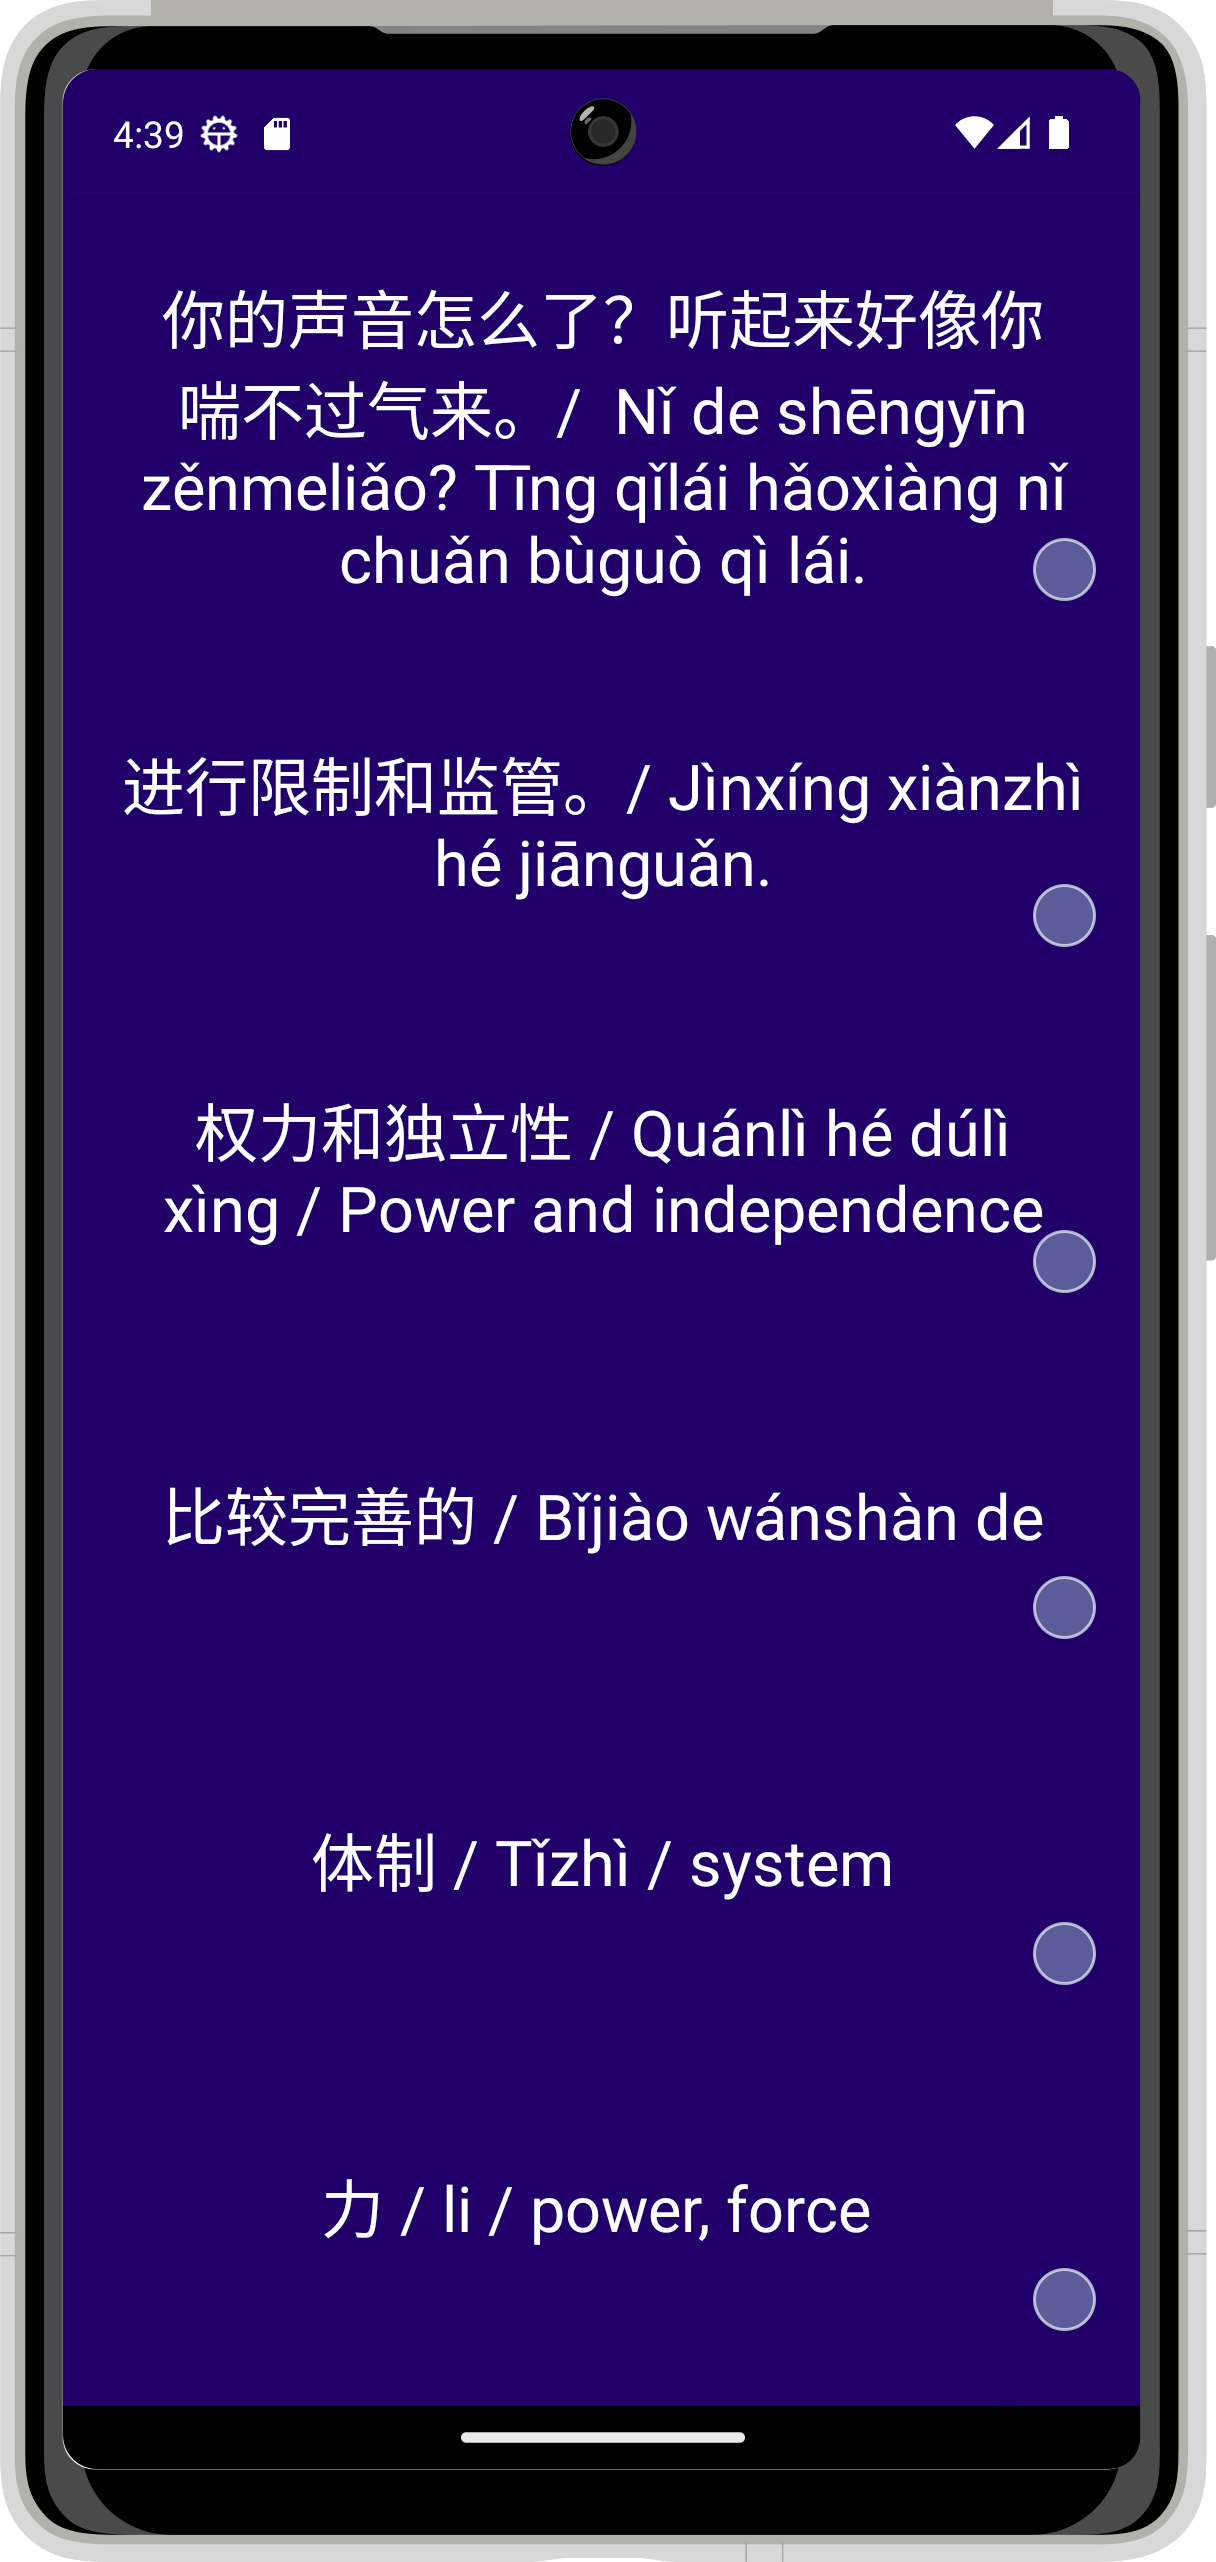 4:39
你的声音怎么了？听起来好像你
喘不过气来。/  Nǐ de shēngyīn
zěnmeliǎo? Tīng qǐlái hǎoxiàng nǐ
chuǎn bùguò qì lái.
进行限制和监管。/ Jìnxíng xiànzhì
hé jiānguǎn.
权力和独立性 / Quánlì hé dúlì
xìng / Power and independence
比较完善的 / Bǐjiào wánshàn de
体制 / Tǐzhì / system
力 / li / power, force